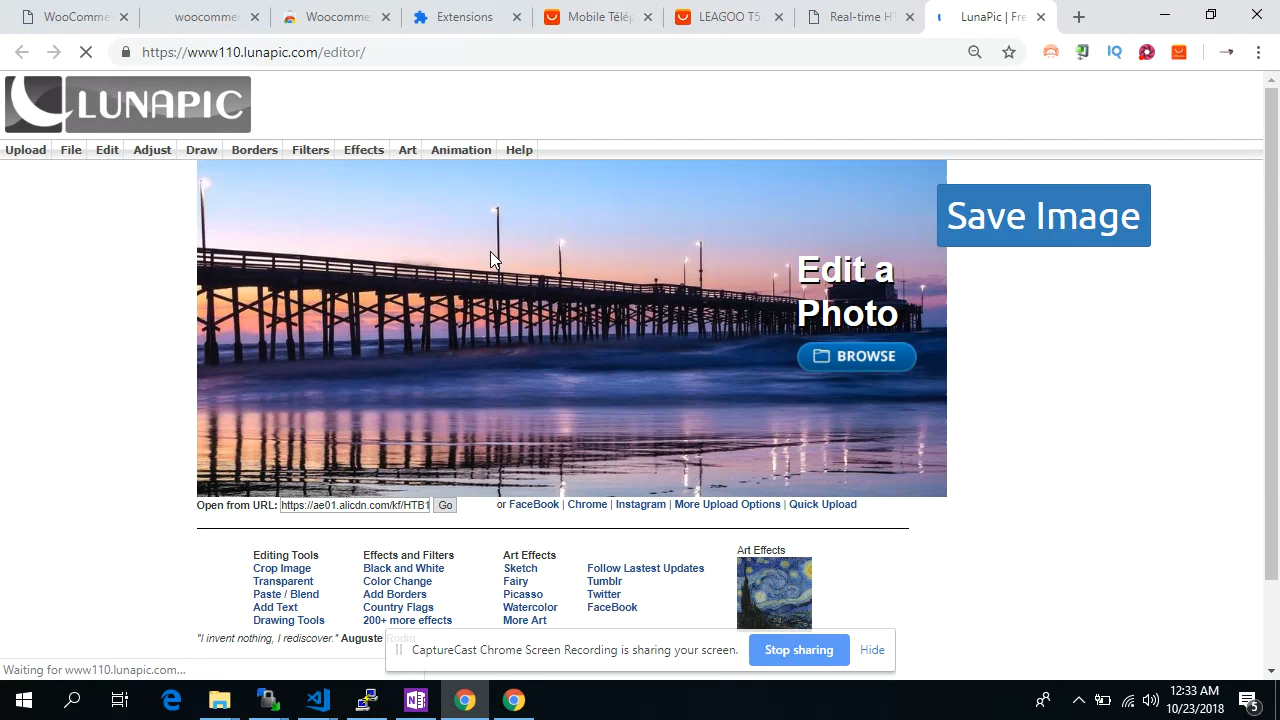 WooComme
woocommer
Woocomme
Extensions
Mobile Télép
LEAGOO T5
Real-time HT
LunaPic | Fre
https://www110.lunapic.com/editor/
IQ
LUNAPIC
Upload File Edit Adjust Draw Borders Filters Effects Art Animation Help
Save Image
Edit a
Photo
BROWSE
Open from URL: https://ae01.alicdn.com/kf/HTB1 Go or FaceBook | Chrome | Instagram | More Upload Options | Quick Upload
Editing Tools
Crop Image
Transparent
Paste / Blend
Add Text
Drawing Tools
Effects and Filters
Black and White
Color Change
Add Borders
Country Flags
200+ more effects
Art Effects
Sketch
Fairy
Picasso
Watercolor
More Art
Follow Lastest Updates
Tumblr
Twitter
FaceBook
Art Effects
"I invent nothing, I rediscover." Auguste Rodin
CaptureCast Chrome Screen Recording is sharing your screen. Stop sharing Hide
Waiting for www110.lunapic.com...
12:33 AM
10/23/2018
5